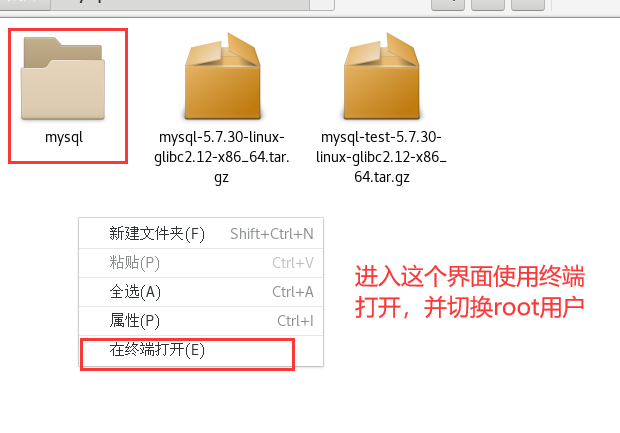 mysql
mysql-5.7.30-linux-
glibc2.12-x86_64.tar.
gz
mysql-test-5.7.30-
linux-glibc2.12-x86_
64.tar.gz
新建文件夹(F) Shift+Ctrl+N
粘贴(P) Ctrl+V
全选(A) Ctrl+A
属性(P) Ctrl+I
在终端打开(E)
进入这个界面使用终端
打开，并切换root用户